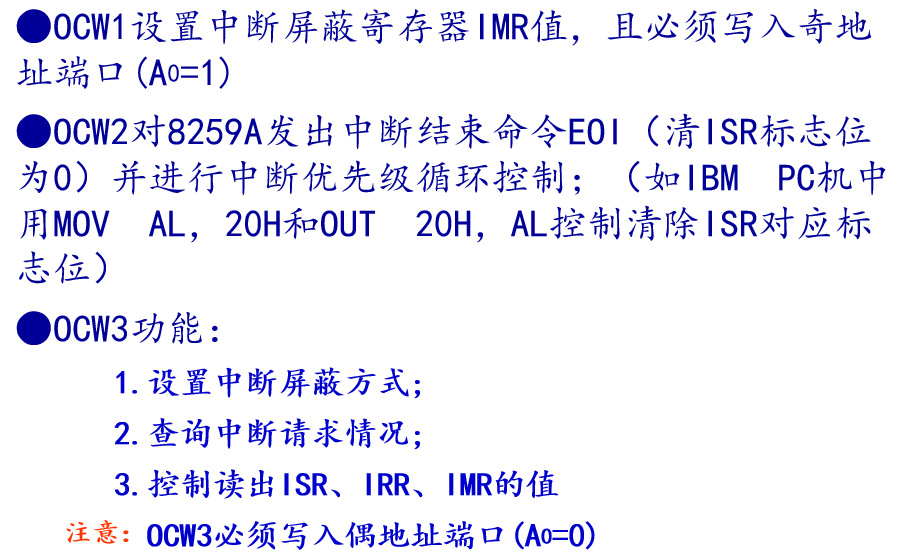 ●OCW1设置中断屏蔽寄存器IMR值，且必须写入奇地
址端口(A0=1)
●OCW2对8259A发出中断结束命令EOI（清ISR标志位
为0）并进行中断优先级循环控制；（如IBM PC机中
用MOV AL，20H和OUT 20H，AL控制清除ISR对应标
志位）
●OCW3功能：
1.设置中断屏蔽方式；
2.查询中断请求情况；
3.控制读出ISR、IRR、IMR的值
注意：OCW3必须写入偶地址端口(A0=0)